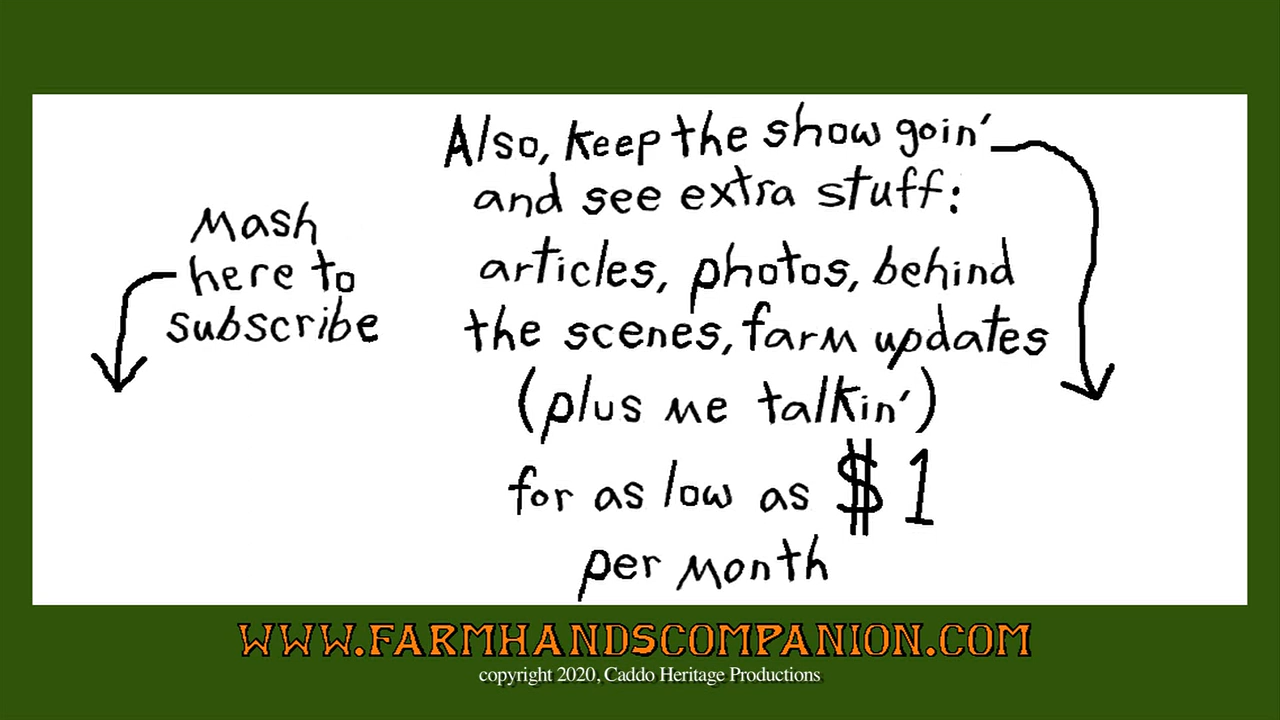 Mash
here to
subscribe
Also, keep the show goin'
and see extra stuff:
articles, photos, behind
the scenes, farm updates
(plus me talkin')
for as low as $1
per month
WWW.FARMHANDSCOMPANION.COM
copyright 2020, Caddo Heritage Productions